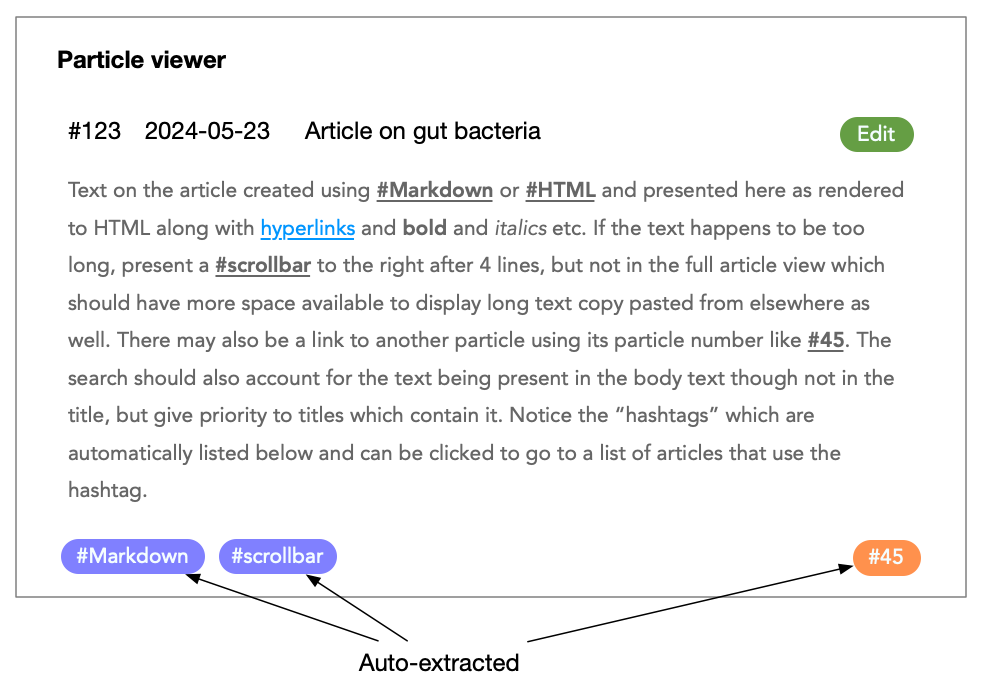 Particle viewer
#123 2024-05-23 Article on gut bacteria Edit
Text on the article created using #Markdown or #HTML and presented here as rendered
to HTML along with hyperlinks and bold and italics etc. If the text happens to be too
long, present a #scrollbar to the right after 4 lines, but not in the full article view which
should have more space available to display long text copy pasted from elsewhere as
well. There may also be a link to another particle using its particle number like #45. The
search should also account for the text being present in the body text though not in the
title, but give priority to titles which contain it. Notice the “hashtags” which are
automatically listed below and can be clicked to go to a list of articles that use the
hashtag.
#Markdown #scrollbar #45
Auto-extracted